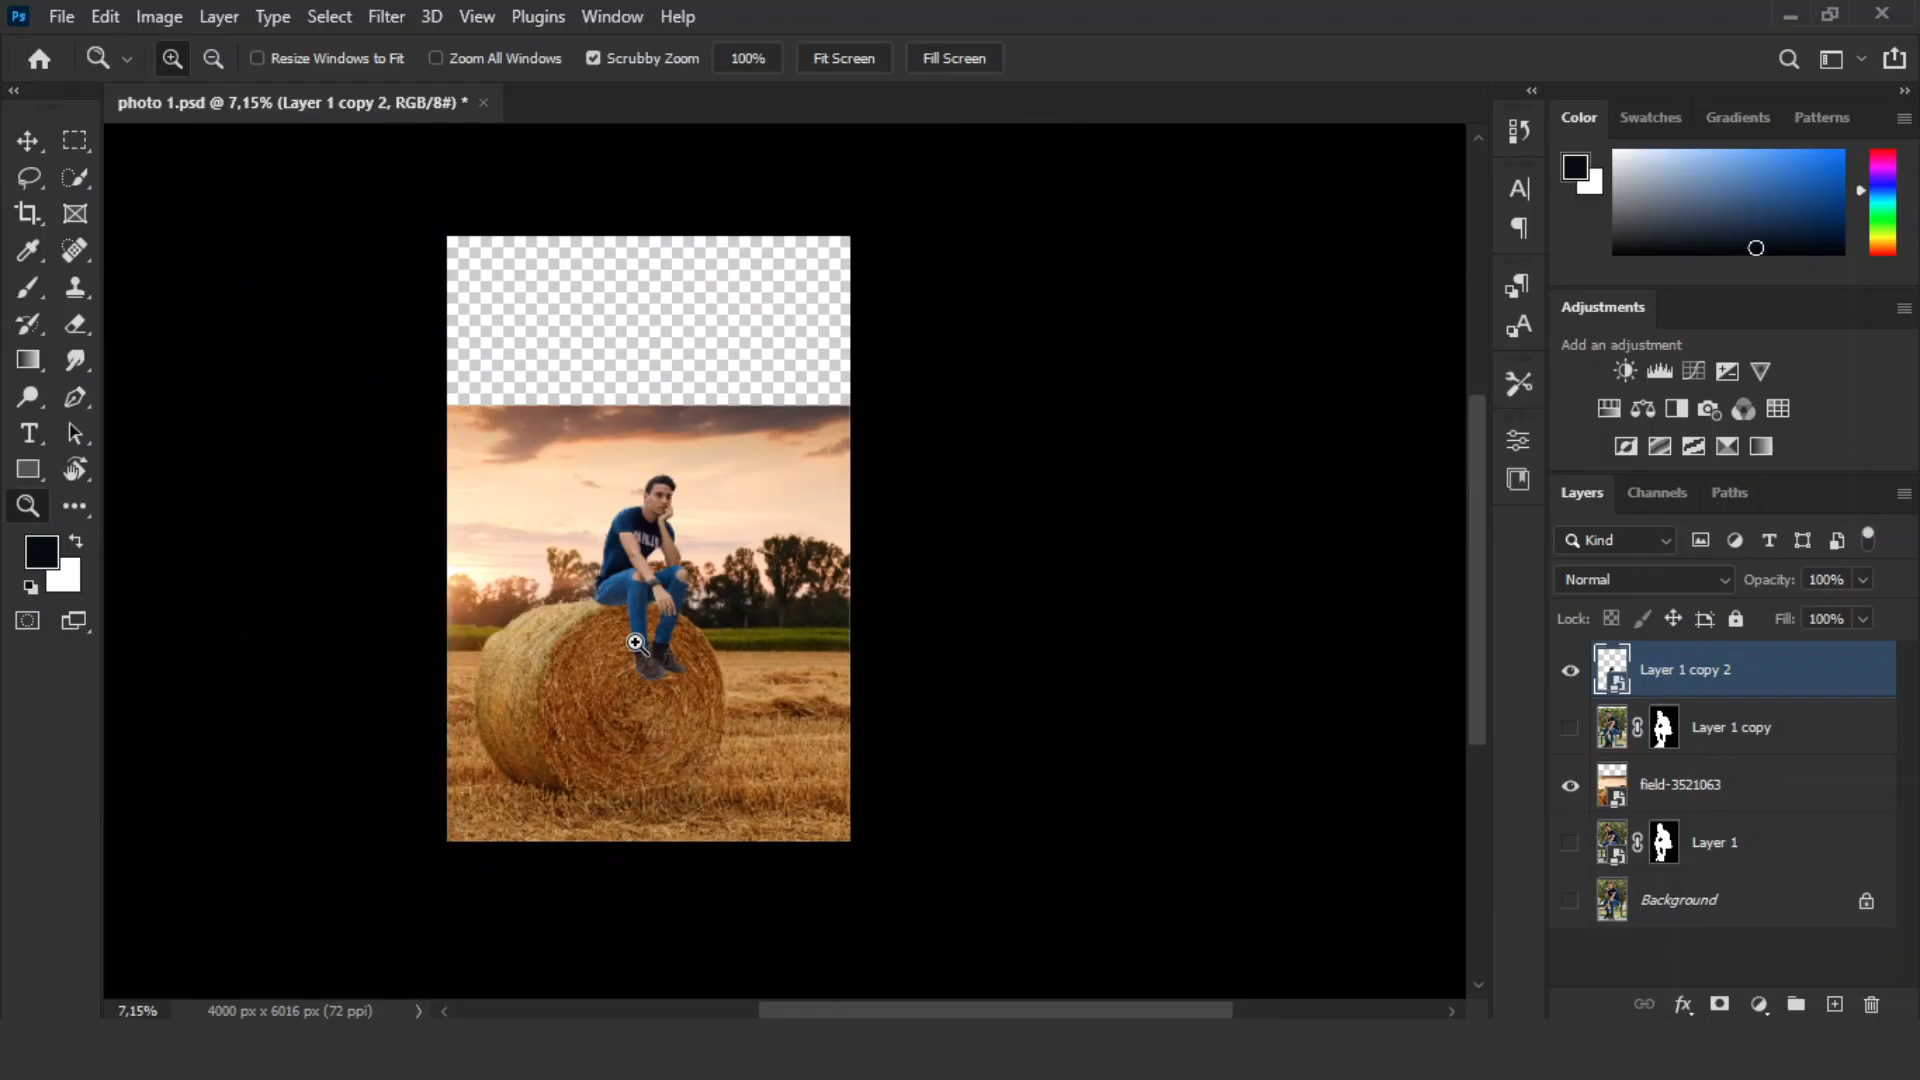 Ps File Edit Image Layer Type Select Filter 3D View Plugins Window Help
Resize Windows to Fit Zoom All Windows Scrubby Zoom 100% Fit Screen Fill Screen
photo 1.psd @ 7,15% (Layer 1 copy 2, RGB/8#) *
Color Swatches Gradients Patterns
Adjustments
Add an adjustment
Layers Channels Paths
Kind
Normal Opacity: 100%
Lock: Fill: 100%
Layer 1 copy 2
Layer 1 copy
field-3521063
Layer 1
Background
7,15% 4000 px x 6016 px (72 ppi)